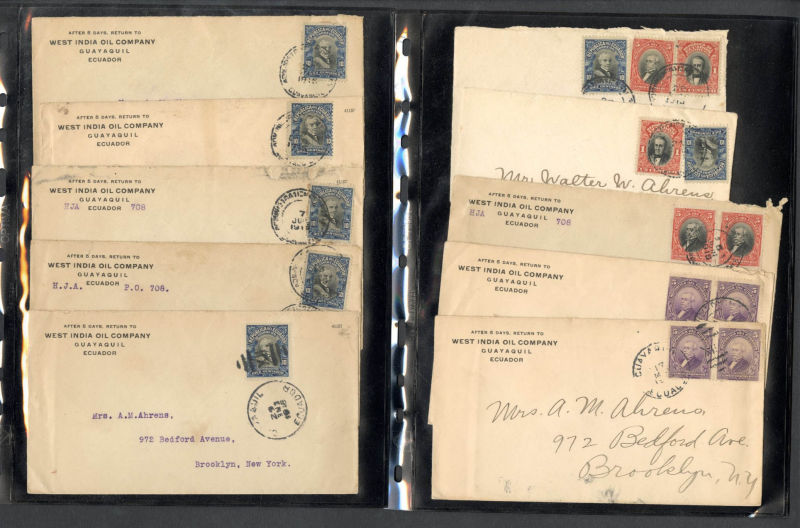 AFTER 5 DAYS, RETURN TO
WEST INDIA OIL COMPANY
GUAYAQUIL
ECUADOR
AFTER 5 DAYS, RETURN TO
WEST INDIA OIL COMPANY
GUAYAQUIL
ECUADOR
AFTER 5 DAYS, RETURN TO
WEST INDIA OIL COMPANY
GUAYAQUIL
HJA 708
ECUADOR
AFTER 5 DAYS, RETURN TO
WEST INDIA OIL COMPANY
GUAYAQUIL
ECUADOR
H.J.A. P.O. 708.
AFTER 5 DAYS, RETURN TO
WEST INDIA OIL COMPANY
GUAYAQUIL
ECUADOR
Mrs. A.M.Ahrens,
972 Bedford Avenue,
Brooklyn, New York.
Mr. Walter W. Ahrens
AFTER 5 DAYS, RETURN TO
WEST INDIA OIL COMPANY
GUAYAQUIL
HJA 708
ECUADOR
AFTER 5 DAYS, RETURN TO
WEST INDIA OIL COMPANY
GUAYAQUIL
ECUADOR
AFTER 5 DAYS, RETURN TO
WEST INDIA OIL COMPANY
GUAYAQUIL
ECUADOR
Mrs. A. M. Ahrens
972 Bedford Ave.
Brooklyn, N.Y